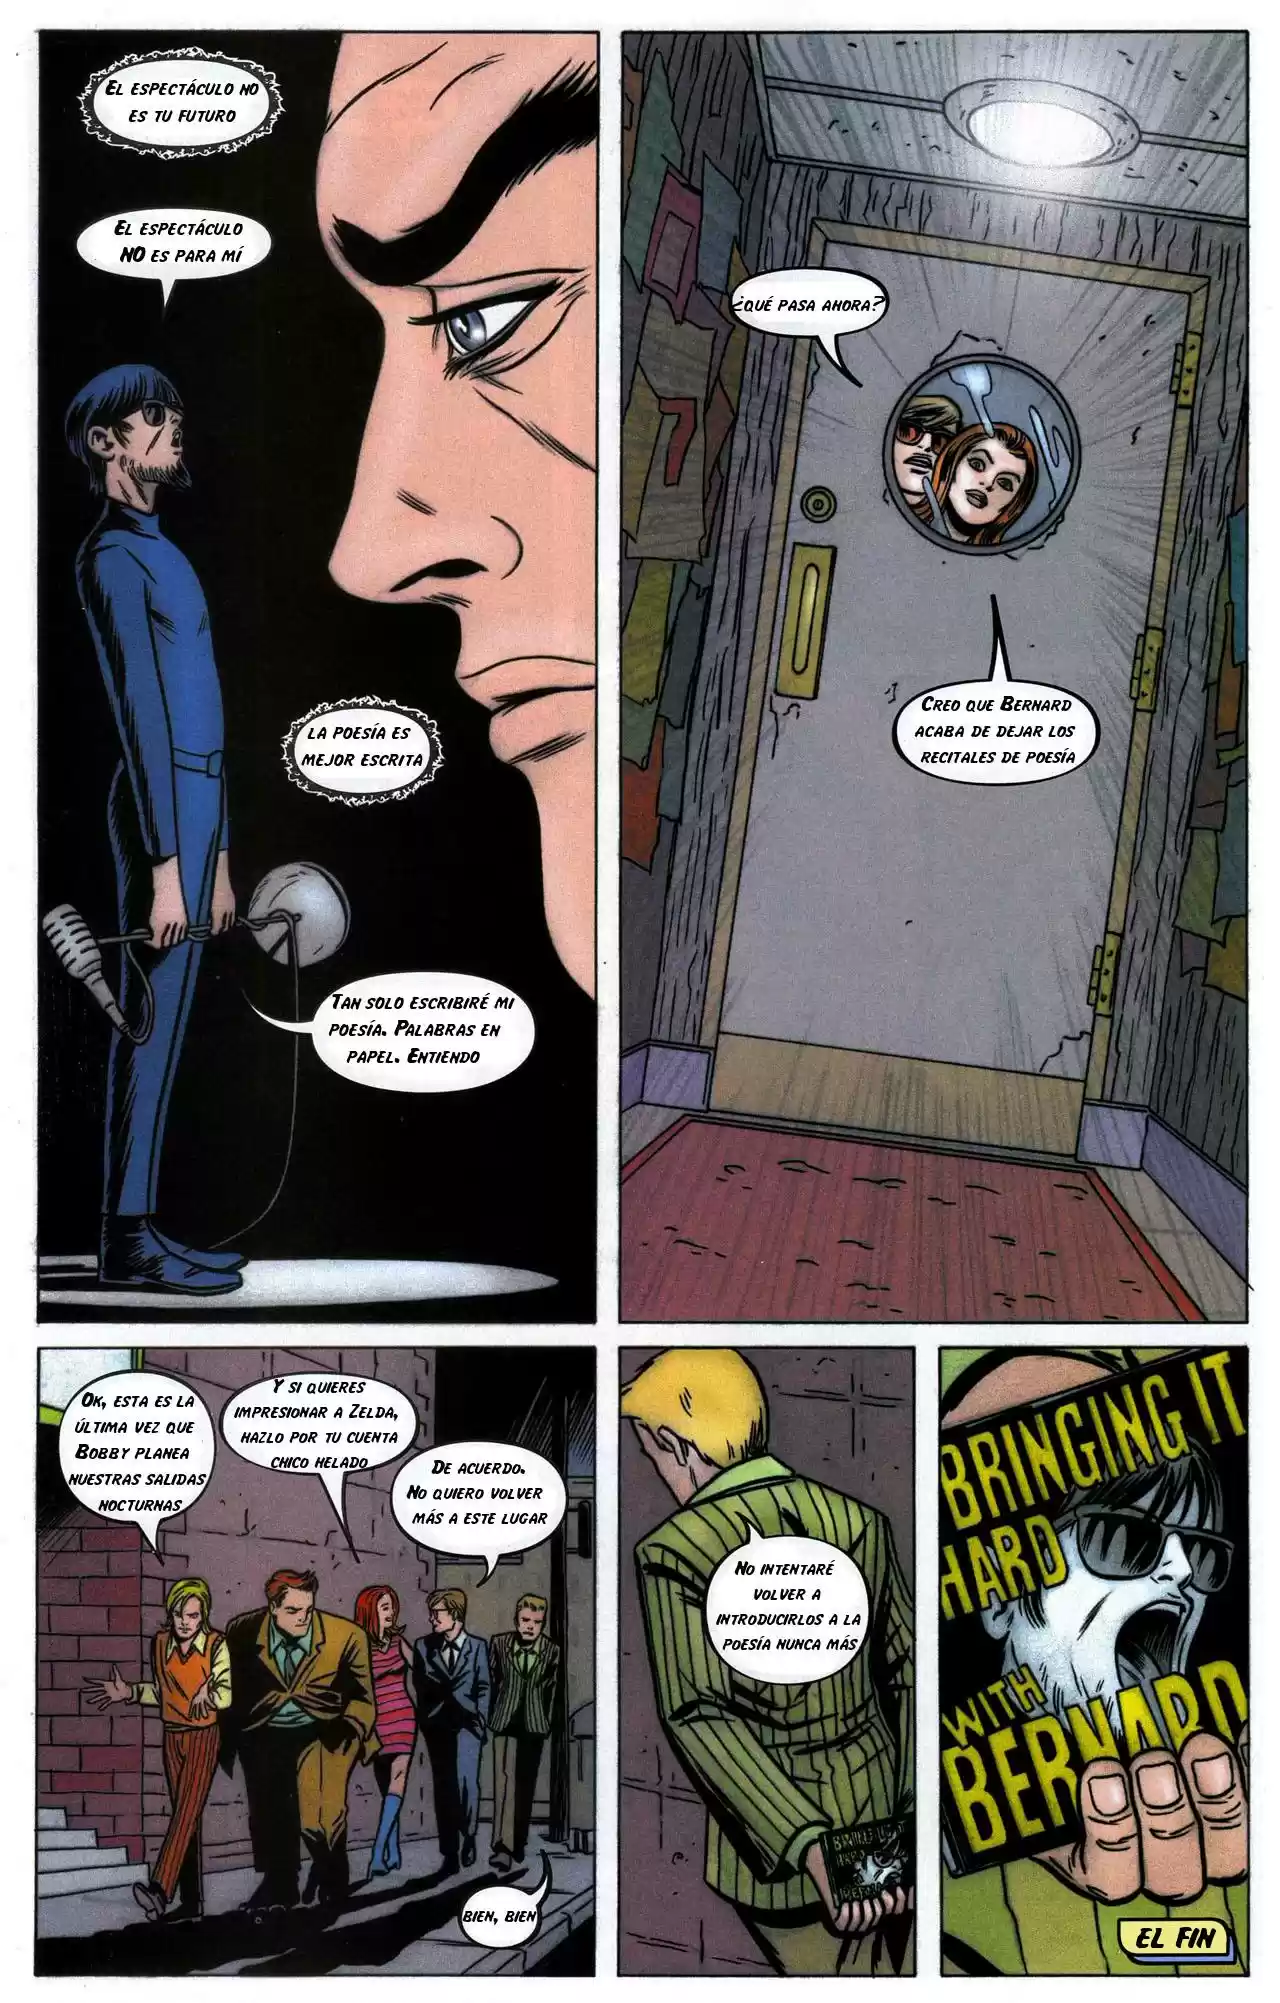 El espectáculo no
es tu futuro
El espectáculo
NO es para mí
la poesía es
mejor escrita
Tan solo escribiré mi
poesía. Palabras en
papel. Entiendo
¿qué pasa ahora?
7
Creo que Bernard
acaba de dejar los
recitales de poesía
Ok, esta es la
última vez que
Bobby planea
nuestras salidas
nocturnas
Y si quieres
impresionar a Zelda,
hazlo por tu cuenta
chico helado
De acuerdo.
No quiero volver
más a este lugar
bien, bien
No intentaré
volver a
introducirlos a la
poesía nunca más
BRINGING IT
HARD
BRINGING IT
HARD
WITH
BERNARD
EL FIN